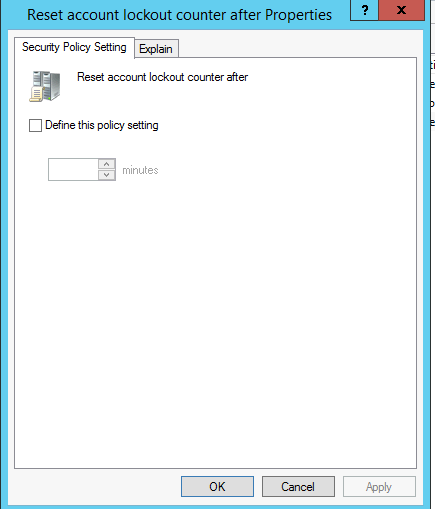 Reset account lockout counter after Properties
? x
Security Policy Setting Explain
Reset account lockout counter after
Define this policy setting
minutes
OK Cancel Apply